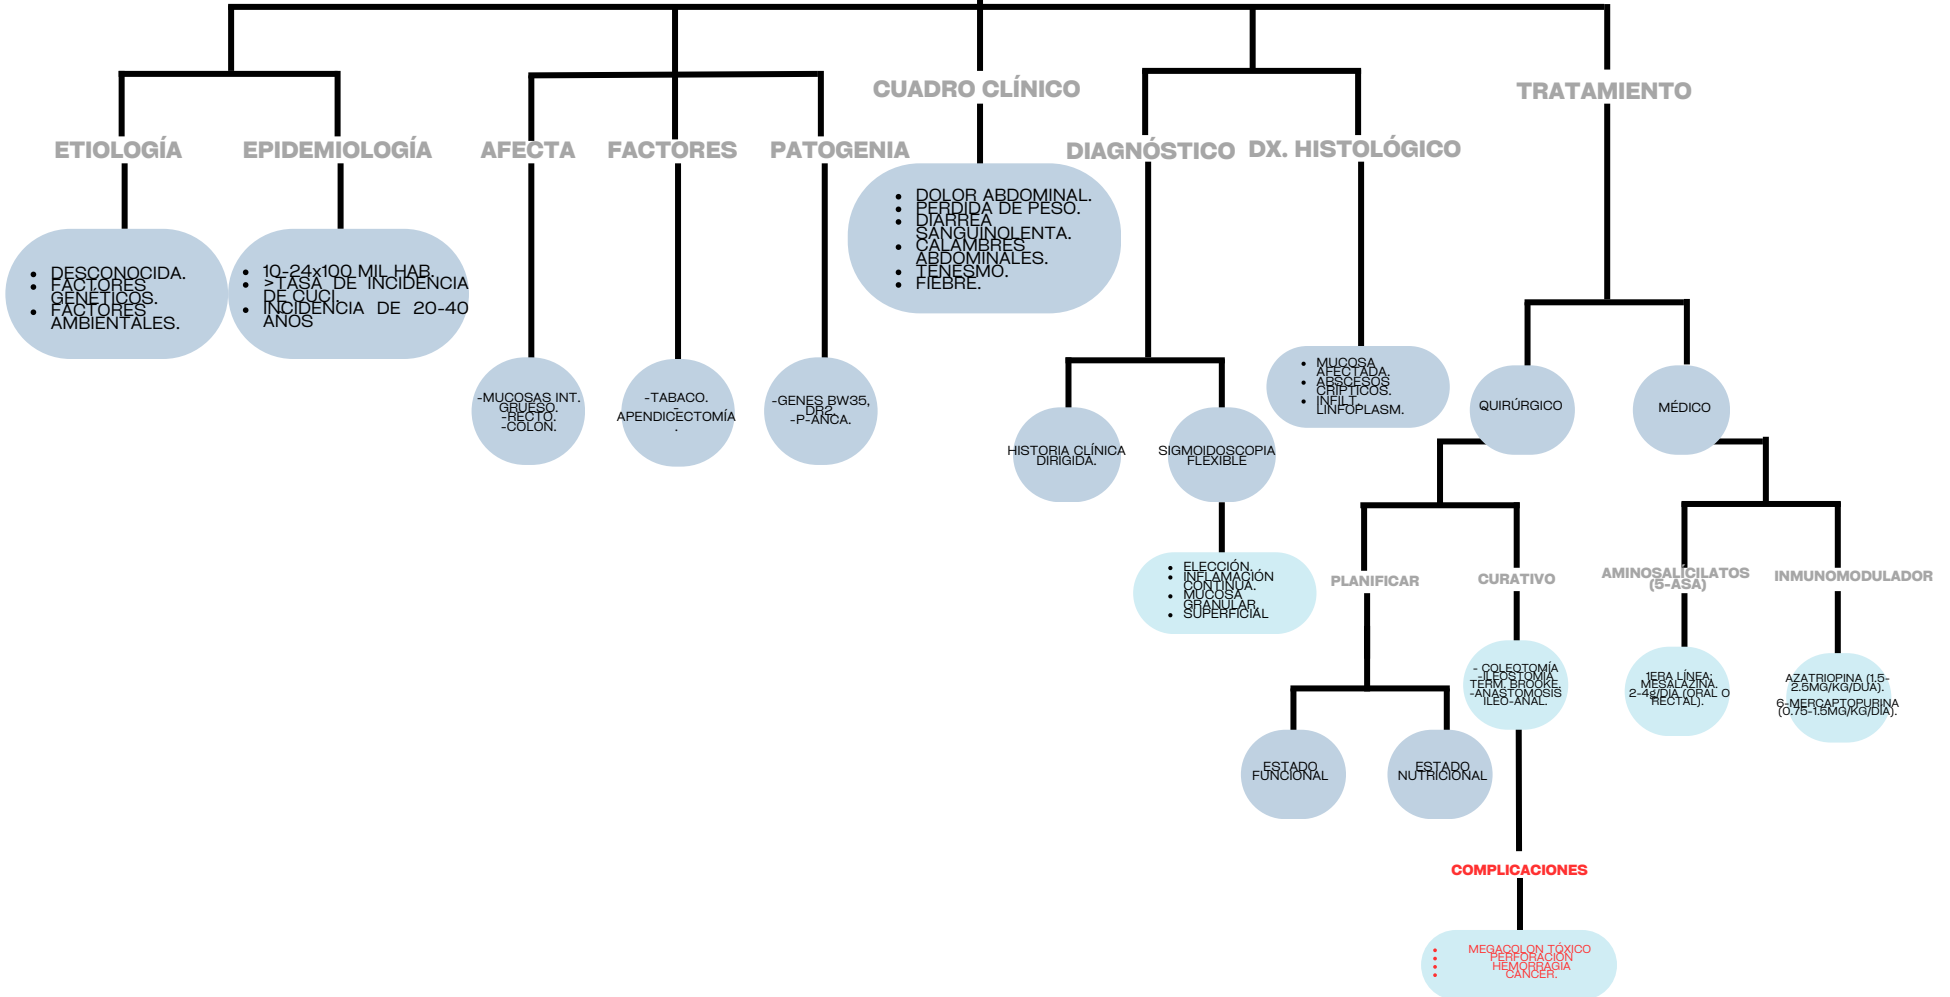 CUADRO CLÍNICO
TRATAMIENTO
ETIOLOGÍA
EPIDEMIOLOGÍA
AFECTA
FACTORES
PATOGENIA
DIAGNÓSTICO
DX. HISTOLÓGICO
DESCONOCIDA.
FACTORES
GENÉTICOS.
FACTORES
AMBIENTALES.
10-24x100 MIL HAB.
>TASA DE INCIDENCIA
DE CUCI.
INCIDENCIA DE 20-40
AÑOS
-MUCOSAS INT.
GRUESO.
-RECTO.
-COLON.
-TABACO.
-
APENDICECTOMÍA
.
-GENES BW35,
DR2.
-P-ANCA.
DOLOR ABDOMINAL.
PERDIDA DE PESO.
DIARREA
SANGUINOLENTA.
CALAMBRES
ABDOMINALES.
TENESMO.
FIEBRE.
HISTORIA CLÍNICA
DIRIGIDA.
SIGMOIDOSCOPIA
FLEXIBLE
ELECCIÓN.
INFLAMACIÓN
CONTINUA.
MUCOSA
GRANULAR,
SUPERFICIAL
MUCOSA
AFECTADA.
ABSCESOS
CRÍPTICOS.
INFILT.
LINFOPLASM.
QUIRÚRGICO
MÉDICO
PLANIFICAR
CURATIVO
AMINOSALICILATOS
(5-ASA)
INMUNOMODULADOR
ESTADO
FUNCIONAL
ESTADO
NUTRICIONAL
- COLEOTOMÍA
-ILEOSTOMÍA
TERM. BROOKE.
-ANASTOMOSIS
ILEO-ANAL.
1ERA LÍNEA:
MESALAZINA.
2-4g/DÍA (ORAL O
RECTAL).
AZATRIOPINA (1.5-
2.5MG/KG/DUA).
6-MERCAPTOPURINA
(0.75-1.5MG/KG/DÍA).
COMPLICACIONES
MEGACOLON TÓXICO
PERFORACIÓN
HEMORRAGIA
CÁNCER.